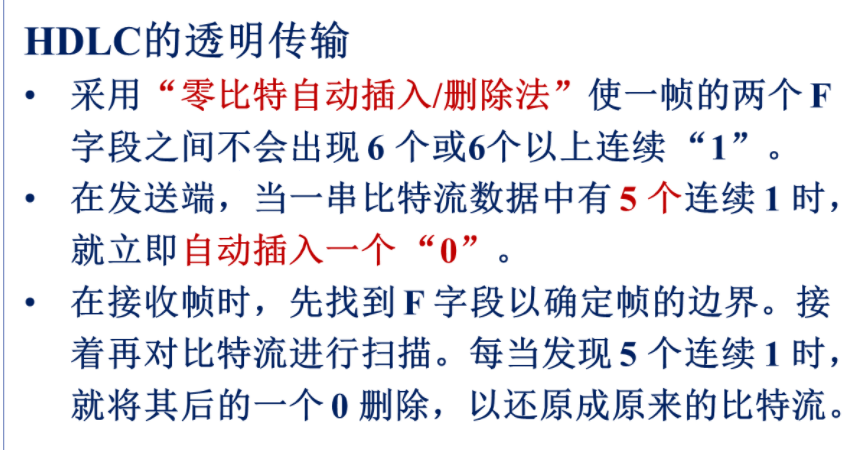 HDLC的透明传输
• 采用“零比特自动插入/删除法”使一帧的两个 F
字段之间不会出现 6 个或6个以上连续“1”。
• 在发送端，当一串比特流数据中有 5 个连续 1 时，
就立即自动插入一个“0”。
• 在接收帧时，先找到 F 字段以确定帧的边界。接
着再对比特流进行扫描。每当发现 5 个连续 1 时，
就将其后的一个 0 删除，以还原成原来的比特流。